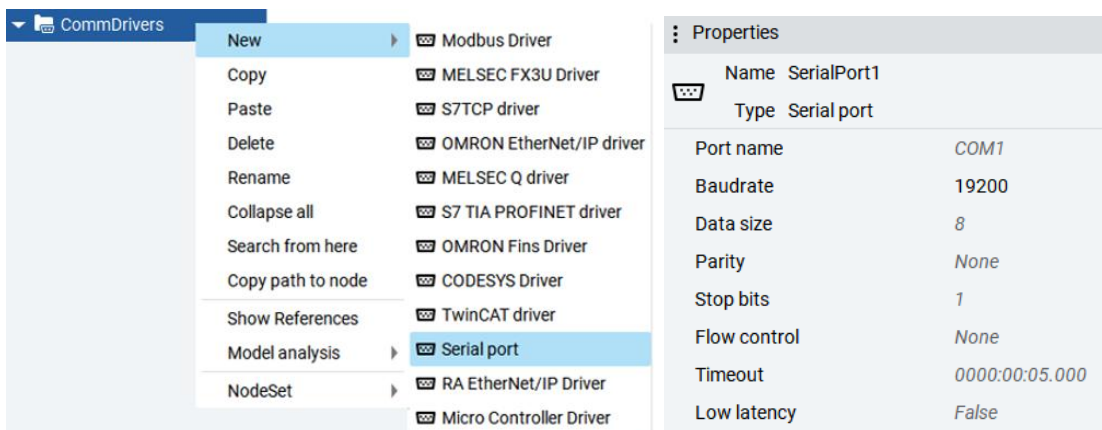 CommDrivers
New
Copy
Paste
Delete
Rename
Collapse all
Search from here
Copy path to node
Show References
Model analysis
NodeSet
Modbus Driver
MELSEC FX3U Driver
S7TCP driver
OMRON EtherNet/IP driver
MELSEC Q driver
S7 TIA PROFINET driver
OMRON Fins Driver
CODESYS Driver
TwinCAT driver
Serial port
RA EtherNet/IP Driver
Micro Controller Driver
Properties
Name SerialPort1
Type Serial port
Port name COM1
Baudrate 19200
Data size 8
Parity None
Stop bits 1
Flow control None
Timeout 0000:00:05.000
Low latency False